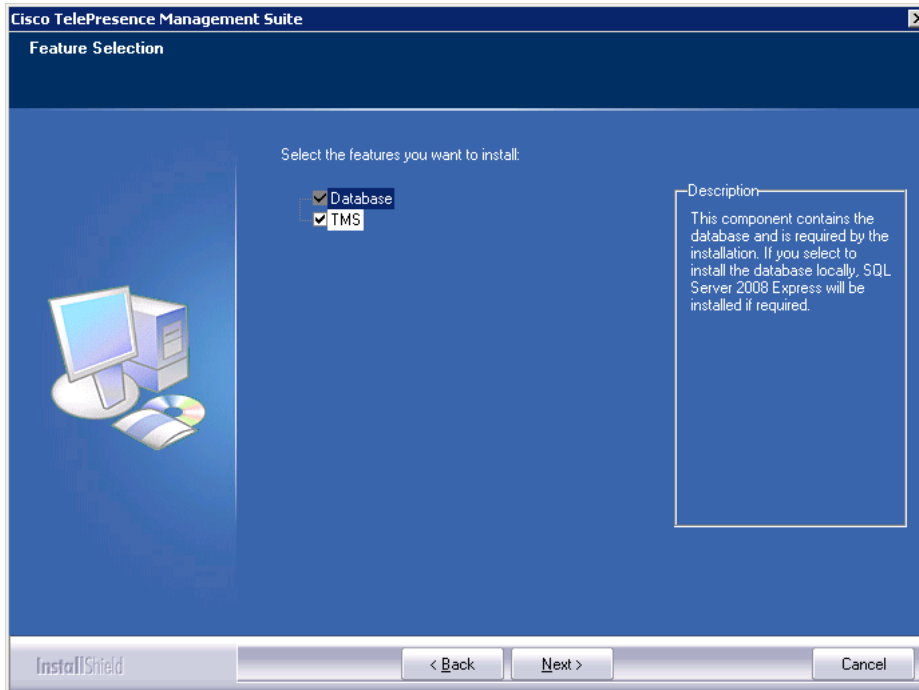 Cisco TelePresence Management Suite
Feature Selection
Select the features you want to install:
Database
TMS
Description
This component contains the
database and is required by the
installation. If you select to
install the database locally, SQL
Server 2008 Express will be
installed if required.
InstallShield
< Back
Next >
Cancel